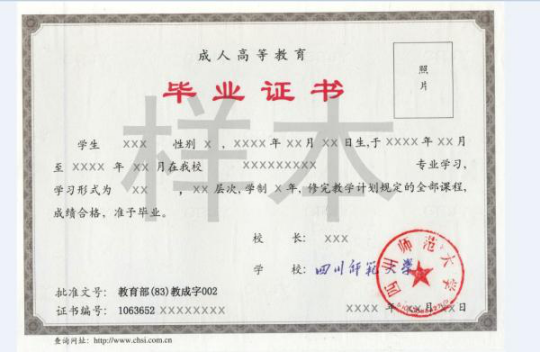 成人高等教育
毕业证书
照
片
样本
学生 XXX 性别 X ，XXXX 年 XX 月 XX 日生,于 XXXX 年 XX 月
至 XXXX 年 XX 月在我校 XXXXXXXXX 专业学习,
学习形式为 XX ，XX 层次, 学制 X 年, 修完教学计划规定的全部课程,
成绩合格，准予毕业。
校 长: XXX
学 校: 四川师范大学
四川师范大学
批准文号: 教育部(83)教成字002
证书编号: 1063652 XXXXXXXX
XXXX 年 XX 月 XX 日
查询网址: http://www.chsi.com.cn